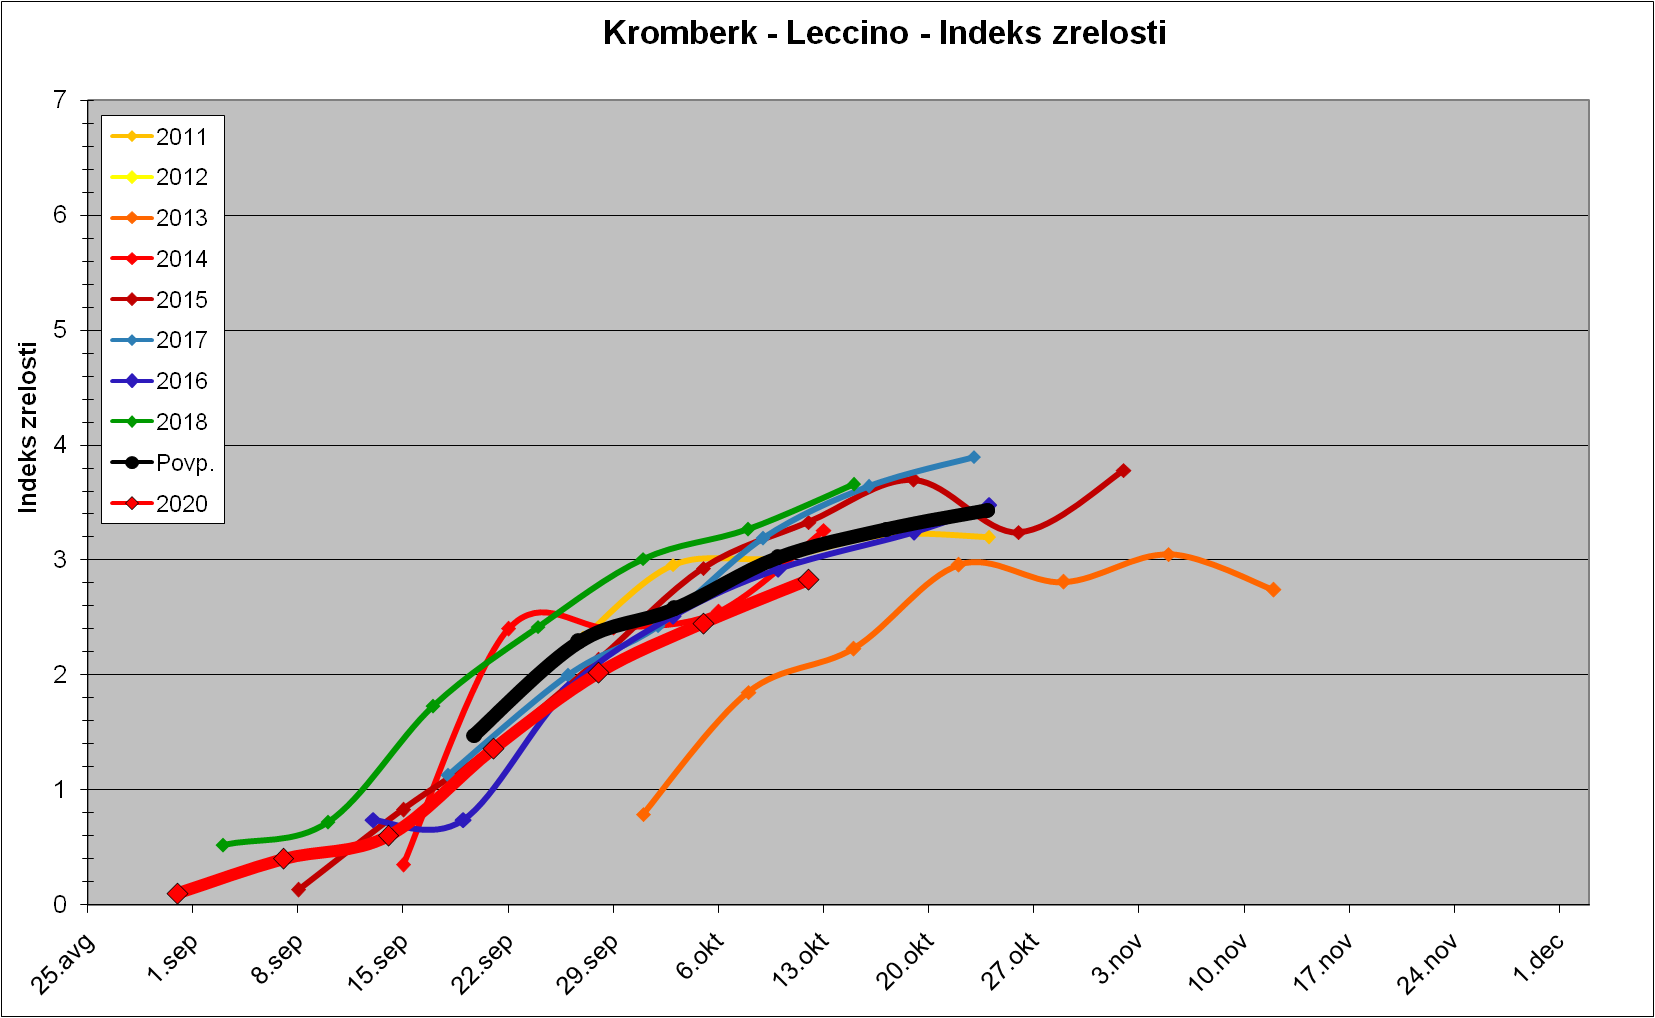 Kromberk - Leccino - Indeks zrelosti
Indeks zrelosti
7
6
5
4
3
2
1
0
2011
2012
2013
2014
2015
2017
2016
2018
Povp.
2020
25.avg
1.sep
8.sep
15.sep
22.sep
29.sep
6.okt
13.okt
20.okt
27.okt
3.nov
10.nov
17.nov
24.nov
1.dec